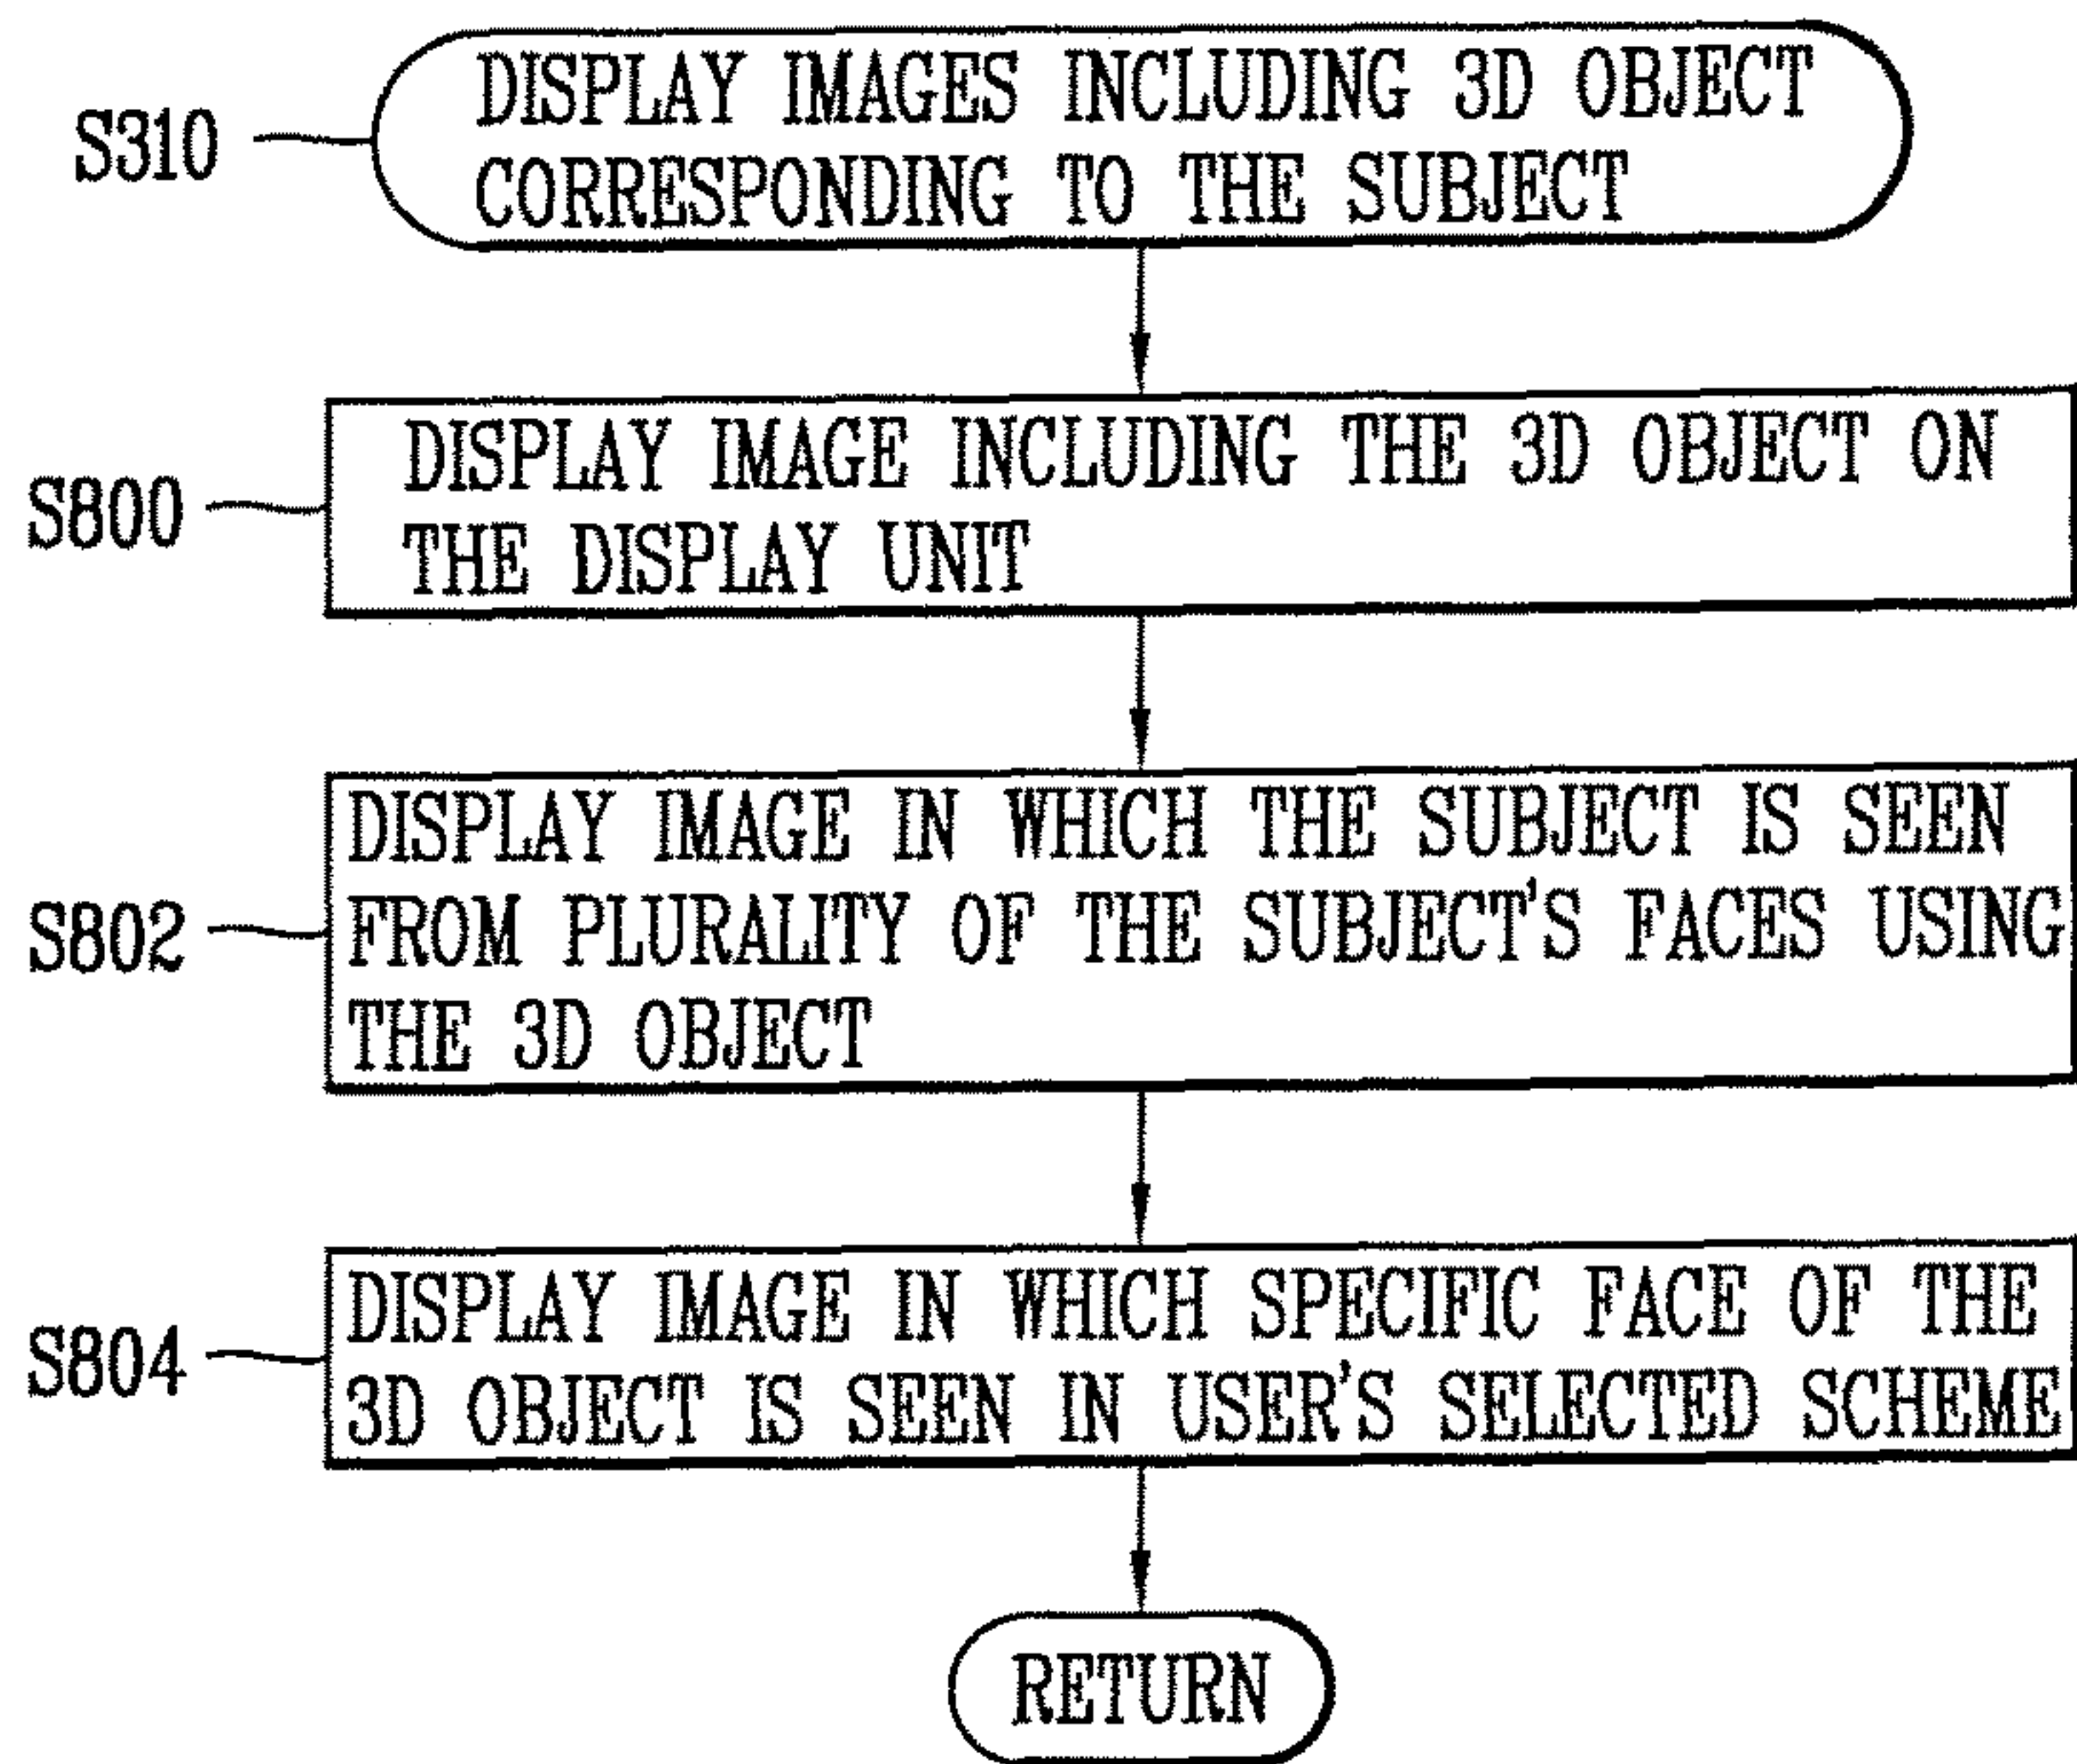 S310
DISPLAY IMAGES INCLUDING 3D OBJECT
CORRESPONDING TO THE SUBJECT
S800
DISPLAY IMAGE INCLUDING THE 3D OBJECT ON
THE DISPLAY UNIT
S802
DISPLAY IMAGE IN WHICH THE SUBJECT IS SEEN
FROM PLURALITY OF THE SUBJECT'S FACES USING
THE 3D OBJECT
S804
DISPLAY IMAGE IN WHICH SPECIFIC FACE OF THE
3D OBJECT IS SEEN IN USER'S SELECTED SCHEME
RETURN